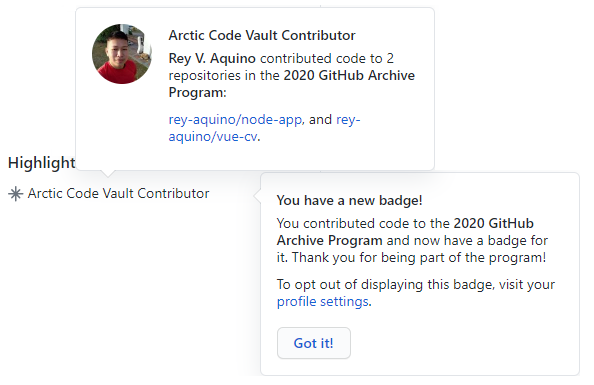 Arctic Code Vault Contributor
Rey V. Aquino contributed code to 2
repositories in the 2020 GitHub Archive
Program:
rey-aquino/node-app, and rey-
aquino/vue-cv.
Highlight
Arctic Code Vault Contributor
You have a new badge!
You contributed code to the 2020 GitHub
Archive Program and now have a badge for
it. Thank you for being part of the program!
To opt out of displaying this badge, visit your
profile settings.
Got it!